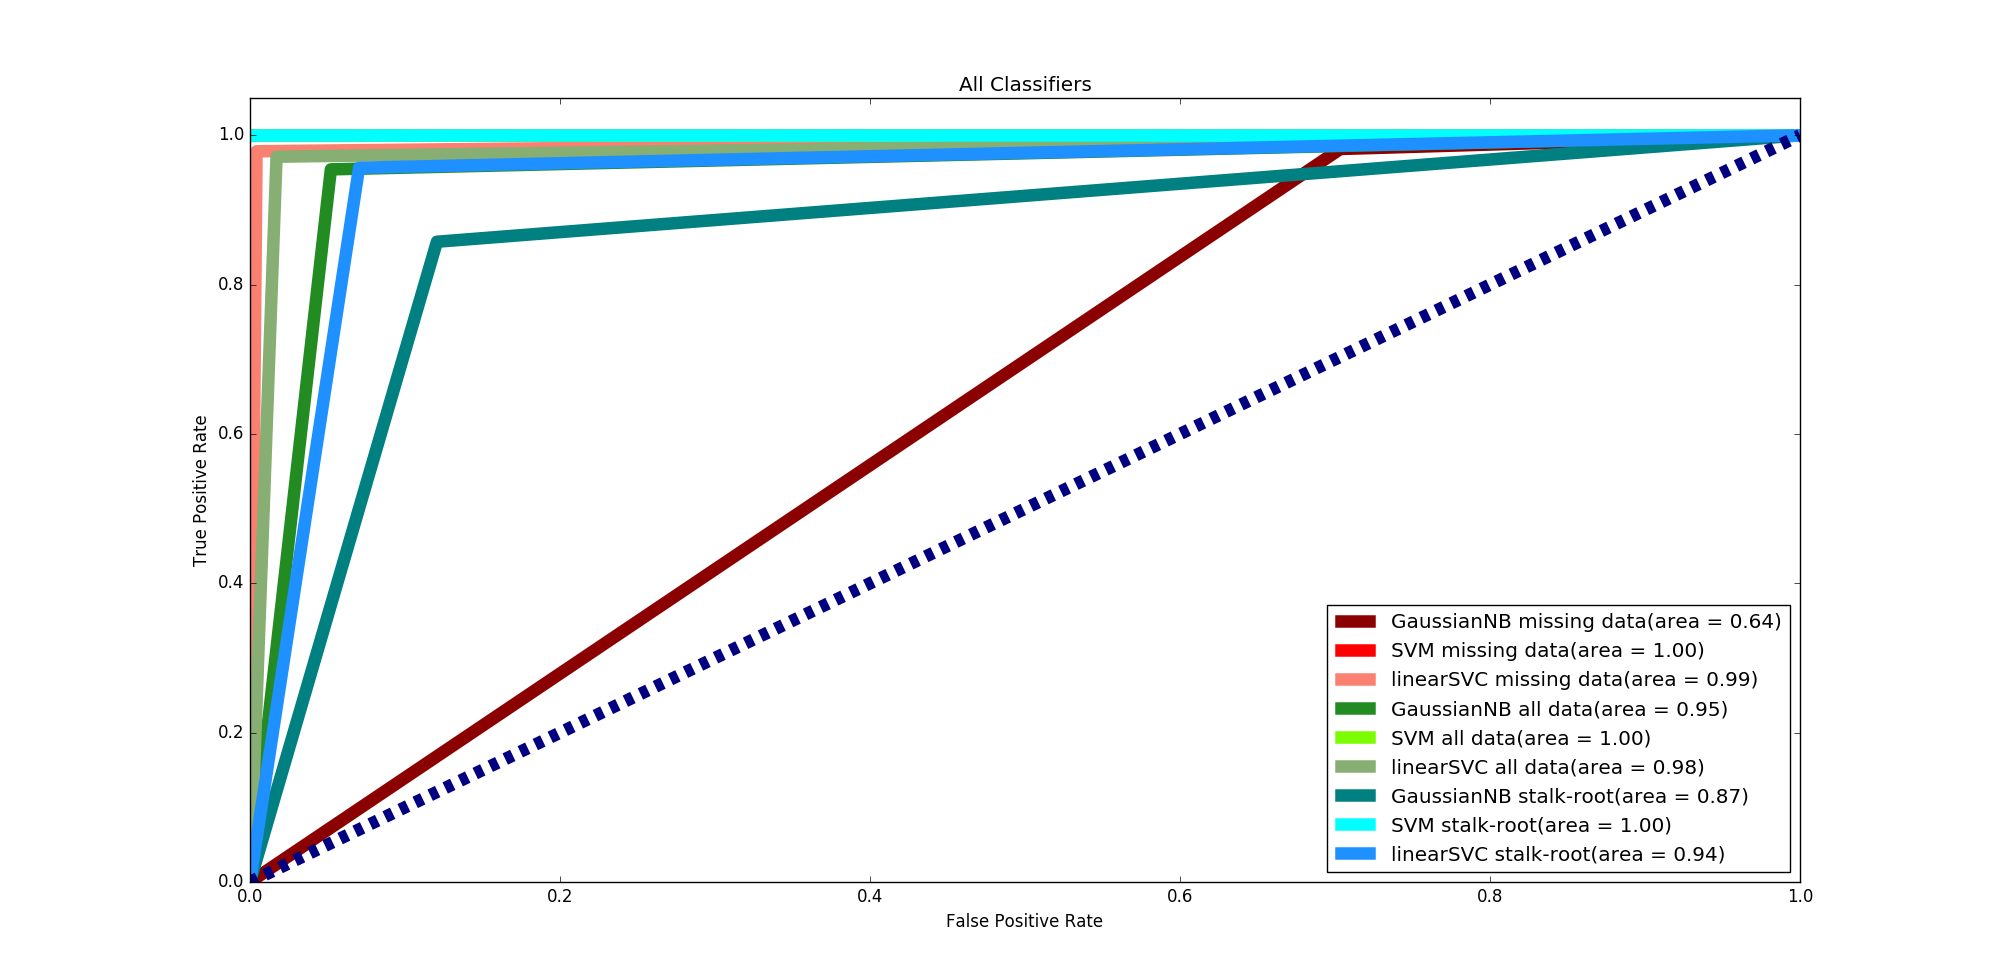 All Classifiers
1.0
0.8
0.6
0.4
0.2
0.0
True Positive Rate
0.0 0.2 0.4 0.6 0.8 1.0
False Positive Rate
GaussianNB missing data(area = 0.64)
SVM missing data(area = 1.00)
linearSVC missing data(area = 0.99)
GaussianNB all data(area = 0.95)
SVM all data(area = 1.00)
linearSVC all data(area = 0.98)
GaussianNB stalk-root(area = 0.87)
SVM stalk-root(area = 1.00)
linearSVC stalk-root(area = 0.94)